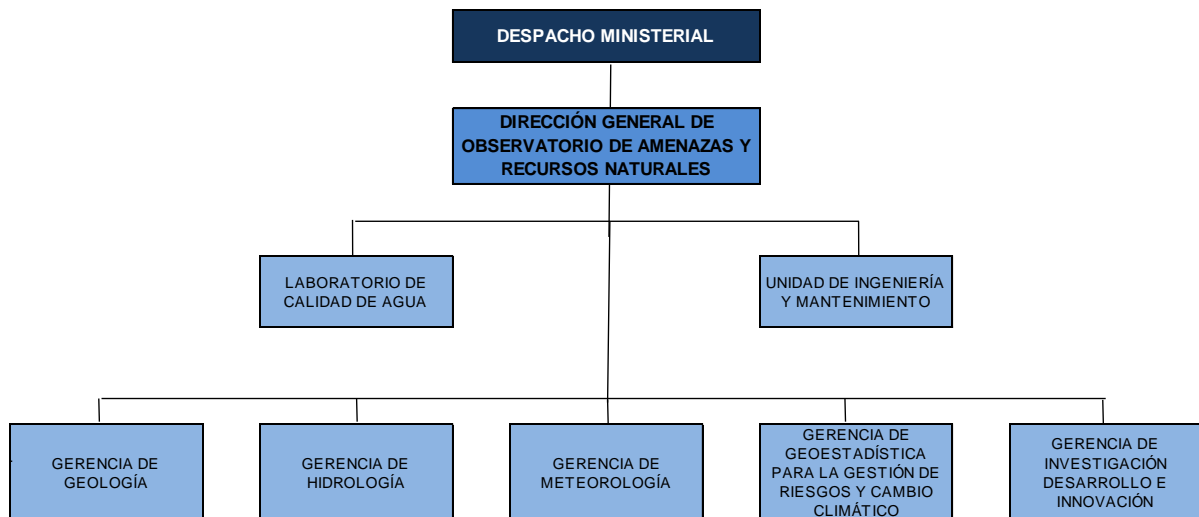 DESPACHO MINISTERIAL
DIRECCIÓN GENERAL DE
OBSERVATORIO DE AMENAZAS Y
RECURSOS NATURALES
LABORATORIO DE
CALIDAD DE AGUA
UNIDAD DE INGENIERÍA
Y MANTENIMIENTO
GERENCIA DE
GEOLOGÍA
GERENCIA DE
HIDROLOGÍA
GERENCIA DE
METEOROLOGÍA
GERENCIA DE
GEOESTADÍSTICA
PARA LA GESTIÓN DE
RIESGOS Y CAMBIO
CLIMÁTICO
GERENCIA DE
INVESTIGACIÓN
DESARROLLO E
INNOVACIÓN